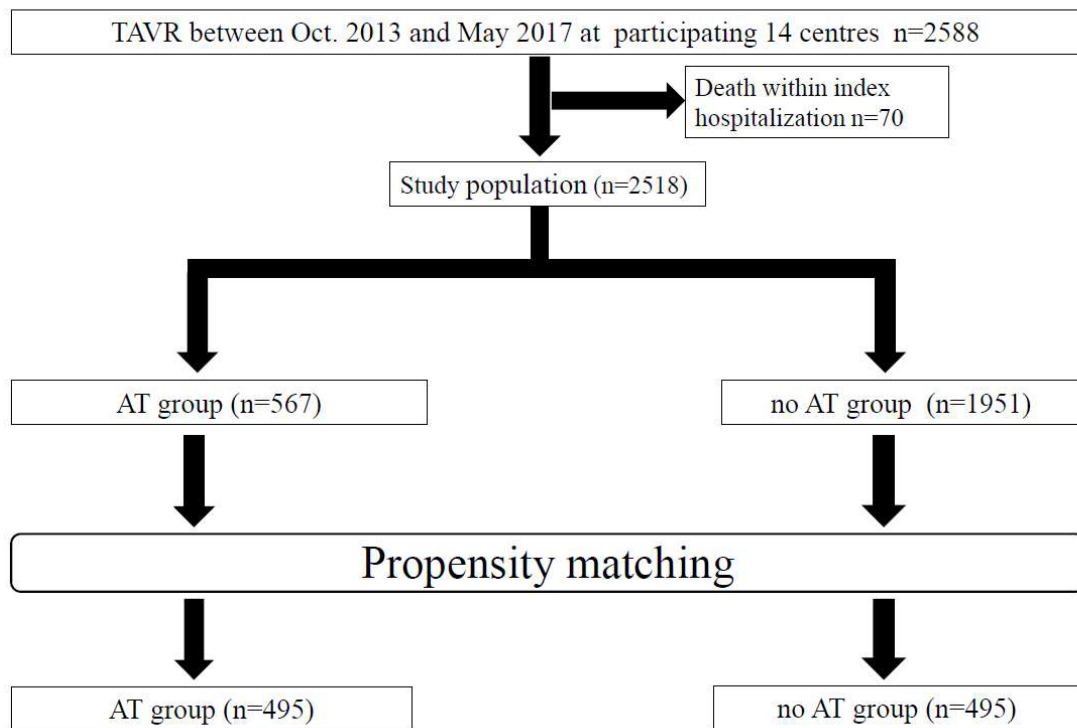 TAVR between Oct. 2013 and May 2017 at participating 14 centres n=2588
Death within index
hospitalization n=70
Study population (n=2518)
AT group (n=567)
no AT group (n=1951)
Propensity matching
AT group (n=495)
no AT group (n=495)